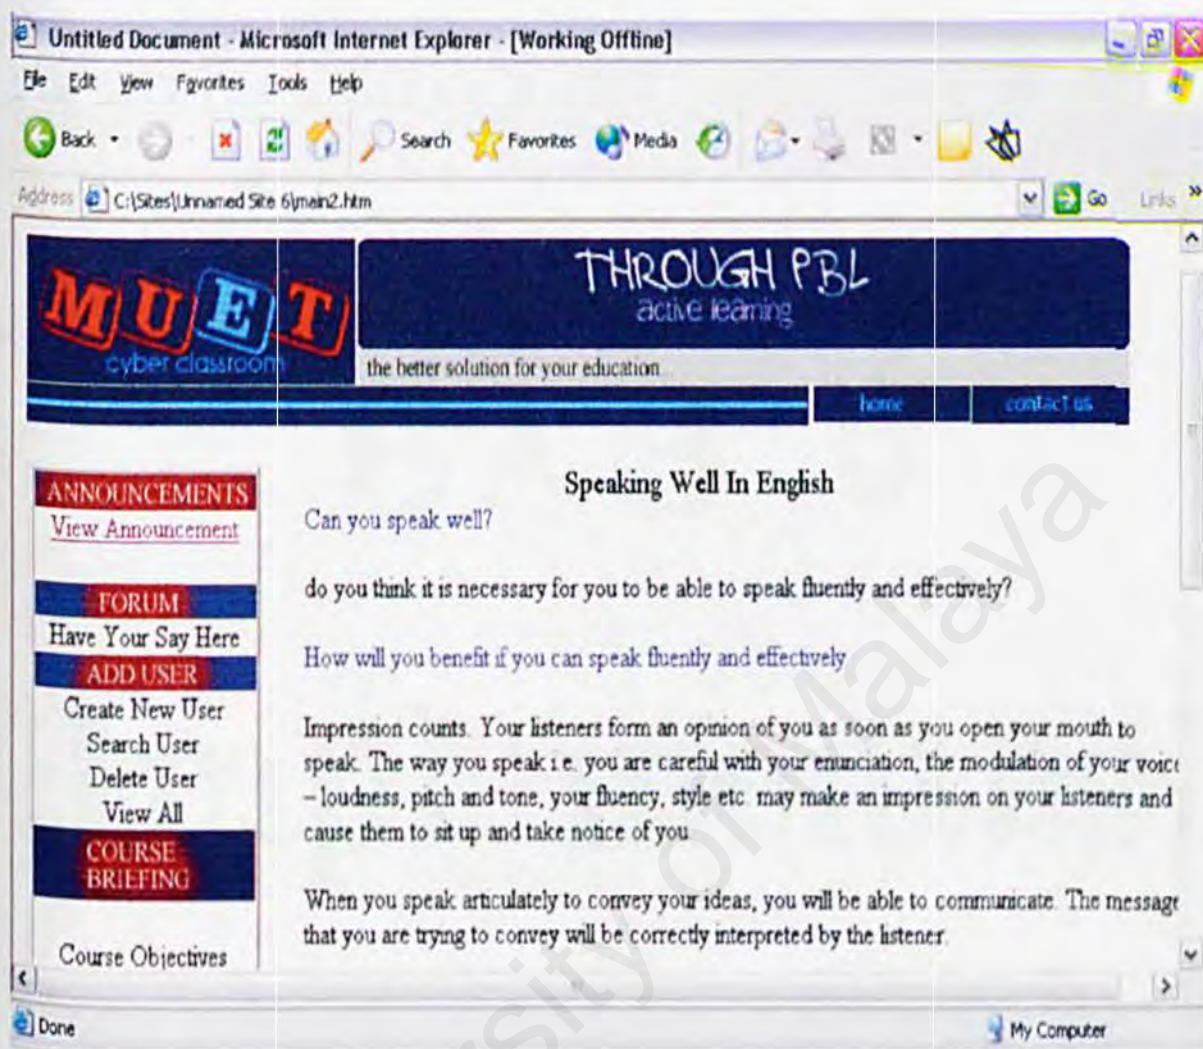 Untitled Document - Microsoft Internet Explorer - [Working Offline]
File Edit View Favorites Tools Help
Back Search Favorites Media
Address C:\Sites\Unnamed Site 6\main2.htm Go Links »
MUET
cyber classroom
THROUGH PBL
active learning
the better solution for your education...
home contact us
ANNOUNCEMENTS
View Announcement
FORUM
Have Your Say Here
ADD USER
Create New User
Search User
Delete User
View All
COURSE
BRIEFING
Course Objectives
Speaking Well In English
Can you speak well?
do you think it is necessary for you to be able to speak fluently and effectively?
How will you benefit if you can speak fluently and effectively
Impression counts. Your listeners form an opinion of you as soon as you open your mouth to
speak. The way you speak i.e. you are careful with your enunciation, the modulation of your voice
– loudness, pitch and tone, your fluency, style etc. may make an impression on your listeners and
cause them to sit up and take notice of you
When you speak articulately to convey your ideas, you will be able to communicate. The message
that you are trying to convey will be correctly interpreted by the listener.
Done My Computer
University of Malaya